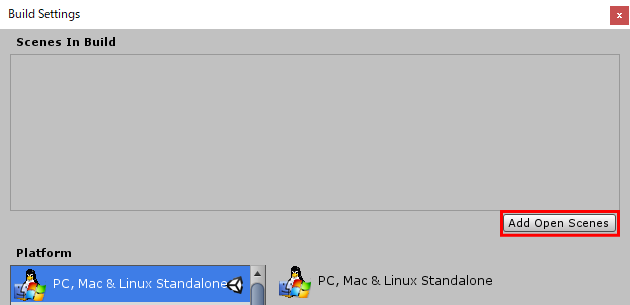 Build Settings
x
Scenes In Build
Add Open Scenes
Platform
PC, Mac & Linux Standalone
PC, Mac & Linux Standalone